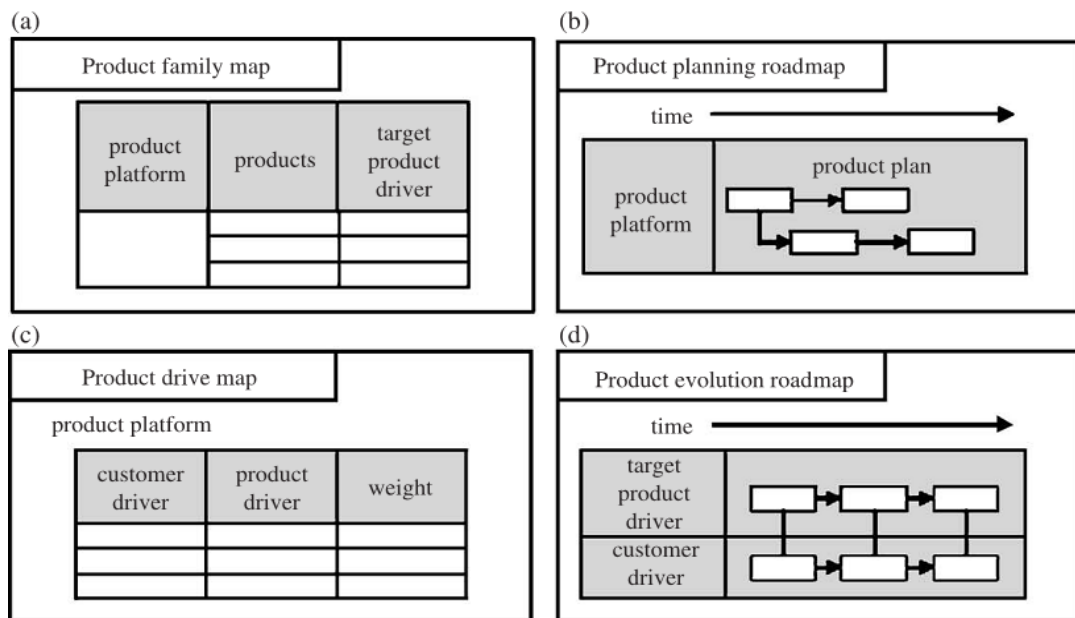 (a)
Product family map
product
platform
products
target
product
driver
(b)
Product planning roadmap
time
product
platform
product plan
(c)
Product drive map
product platform
customer
driver
product
driver
weight
(d)
Product evolution roadmap
time
target
product
driver
customer
driver